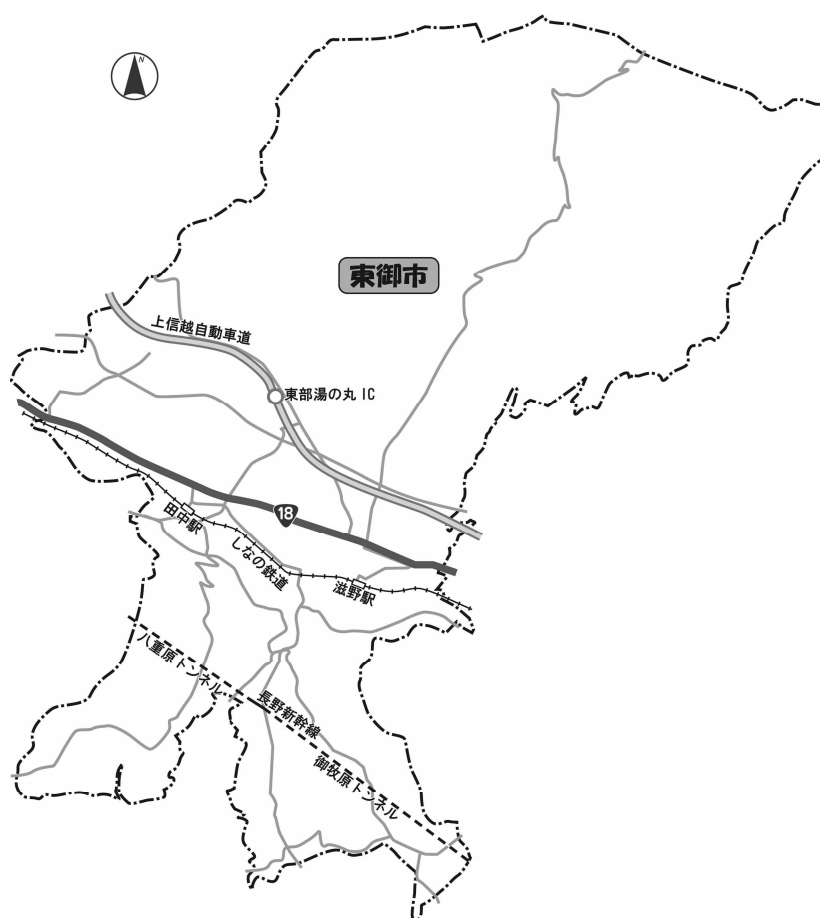 N
東御市
上信越自動車道
東部湯の丸 IC
18
田中駅
しなの鉄道
滋野駅
八重原トンネル
長野新幹線
御牧原トンネル